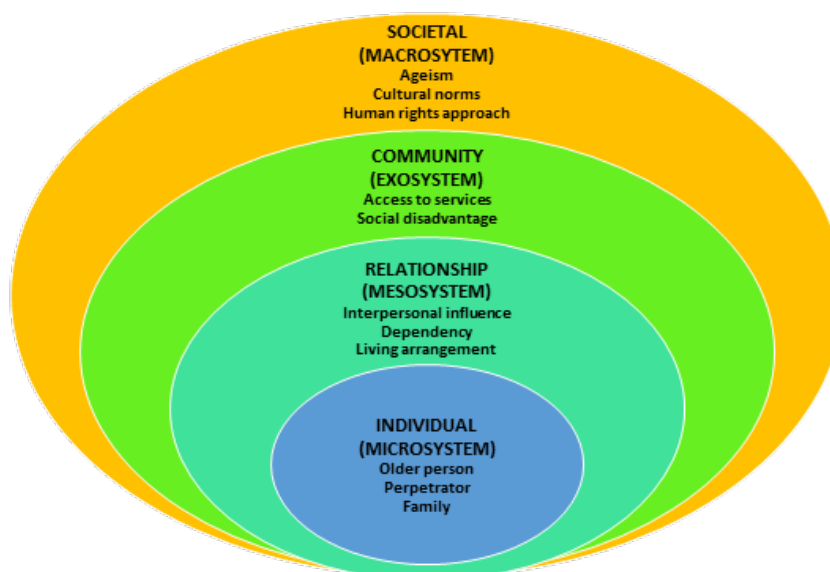 SOCIETAL
(MACROSYTEM)
Ageism
Cultural norms
Human rights approach
COMMUNITY
(EXOSYSTEM)
Access to services
Social disadvantage
RELATIONSHIP
(MESOSYSTEM)
Interpersonal influence
Dependency
Living arrangement
INDIVIDUAL
(MICROSYSTEM)
Older person
Perpetrator
Family